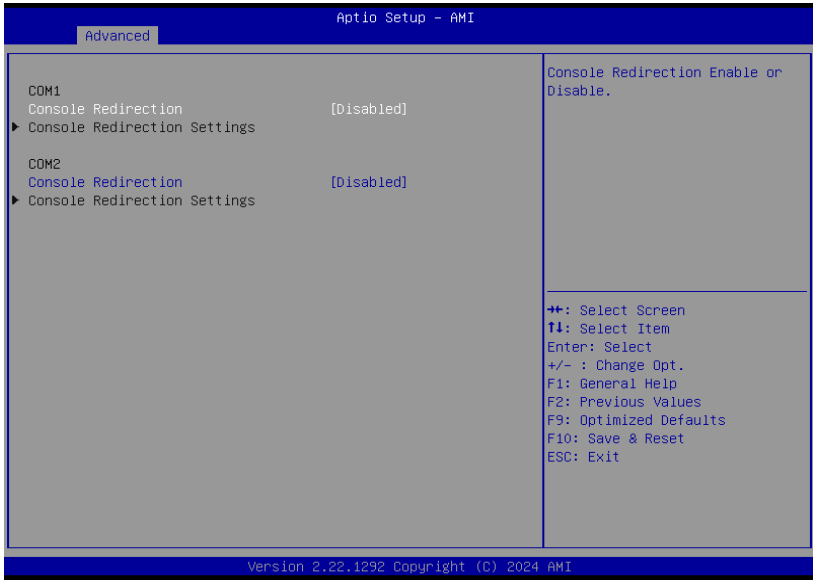 Aptio Setup – AMI
Advanced
COM1
Console Redirection [Disabled]
▶ Console Redirection Settings
COM2
Console Redirection [Disabled]
▶ Console Redirection Settings
Console Redirection Enable or
Disable.
→←: Select Screen
↑↓: Select Item
Enter: Select
+/- : Change Opt.
F1: General Help
F2: Previous Values
F9: Optimized Defaults
F10: Save & Reset
ESC: Exit
Version 2.22.1292 Copyright (C) 2024 AMI